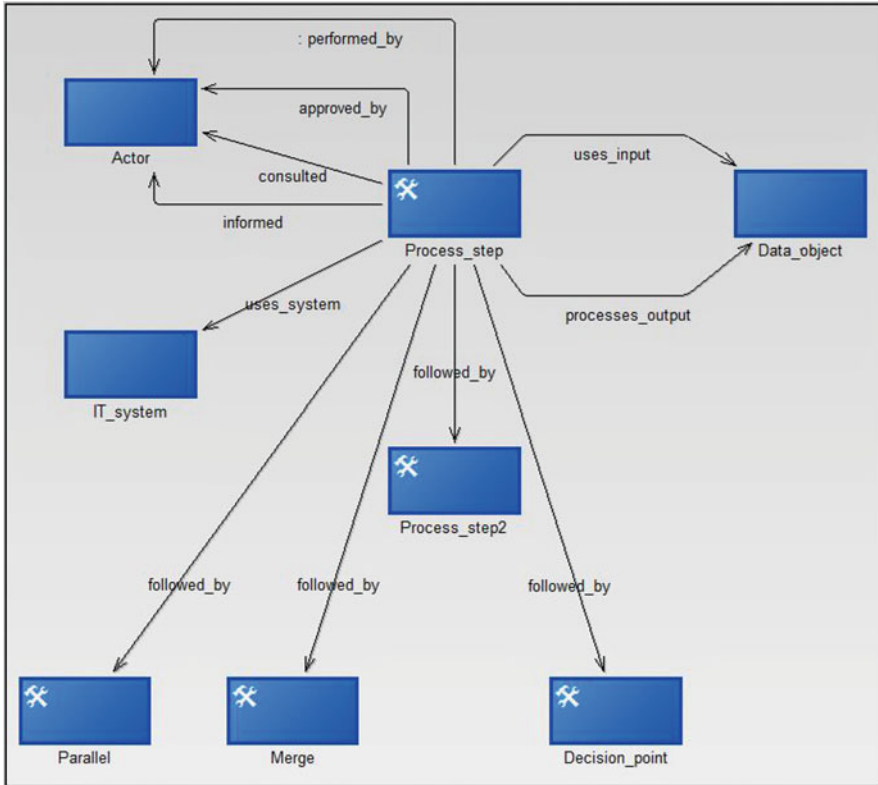 : performed_by
approved_by
Actor
consulted
uses_input
informed
Process_step
Data_object
uses_system
processes_output
followed_by
IT_system
Process_step2
followed_by
followed_by
followed_by
Parallel
Merge
Decision_point